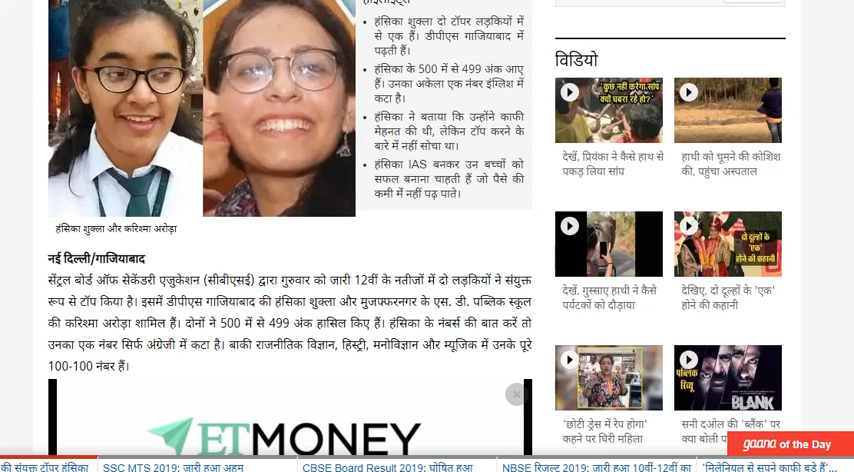 हंसिका शुक्ला दो टॉपर लड़कियों में
से एक हैं। डीपीएस गाजियाबाद में
पढ़ती हैं।
हंसिका के 500 में से 499 अंक आए
हैं। उनका अकेला एक नंबर इंग्लिश में
कटा है।
हंसिका ने बताया कि उन्होंने काफी
मेहनत की थी, लेकिन टॉप करने के
बारे में नहीं सोचा था।
हंसिका IAS बनकर उन बच्चों को
सफल बनाना चाहती हैं जो पैसे की
कमी में नहीं पढ़ पाते।
हंसिका शुक्ला और करिश्मा अरोड़ा
नई दिल्ली/गाजियाबाद
सेंट्रल बोर्ड ऑफ सेकेंडरी एजुकेशन (सीबीएसई) द्वारा गुरुवार को जारी 12वीं के नतीजों में दो लड़कियों ने संयुक्त
रूप से टॉप किया है। इसमें डीपीएस गाजियाबाद की हंसिका शुक्ला और मुजफ्फरनगर के एस. डी. पब्लिक स्कूल
की करिश्मा अरोड़ा शामिल हैं। दोनों ने 500 में से 499 अंक हासिल किए हैं। हंसिका के नंबर्स की बात करें तो
उनका एक नंबर सिर्फ अंग्रेजी में कटा है। बाकी राजनीतिक विज्ञान, हिस्ट्री, मनोविज्ञान और म्यूजिक में उनके पूरे
100-100 नंबर हैं।
ETMONEY
विडियो
कुछ नहीं करेगा सांप
क्यों घबरा रहे हो?
देखें, प्रियंका ने कैसे हाथ से
पकड़ लिया सांप
हाथी को चूमने की कोशिश
की, पहुंचा अस्पताल
देखें, गुस्साए हाथी ने कैसे
पर्यटकों को दौड़ाया
दो दूल्हों के
'एक'
होने की कहानी
देखिए, दो दूल्हों के 'एक'
होने की कहानी
'छोटी ड्रेस में रेप होगा'
कहने पर घिरी महिला
पब्लिक
रिव्यू
BLANK
सनी दओल की 'ब्लैंक' पर
क्या बोली प
gaana of the Day
की संयुक्त टॉपर हंसिका
SSC MTS 2019: जारी हुआ अहम
CBSE Board Result 2019: घोषित हुआ
NBSE रिजल्ट 2019: जारी हुआ 10वीं-12वीं का
'मिलेनियल से सपने काफी बड़े हैं'...